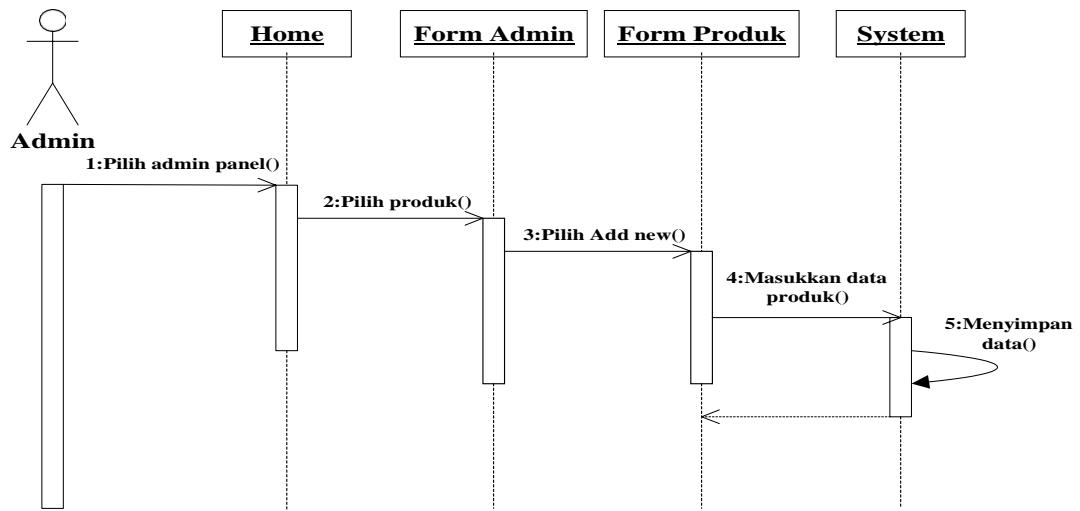 Home
Form Admin
Form Produk
System
Admin
1:Pilih admin panel()
2:Pilih produk()
3:Pilih Add new()
4:Masukkan data
produk()
5:Menyimpan
data()